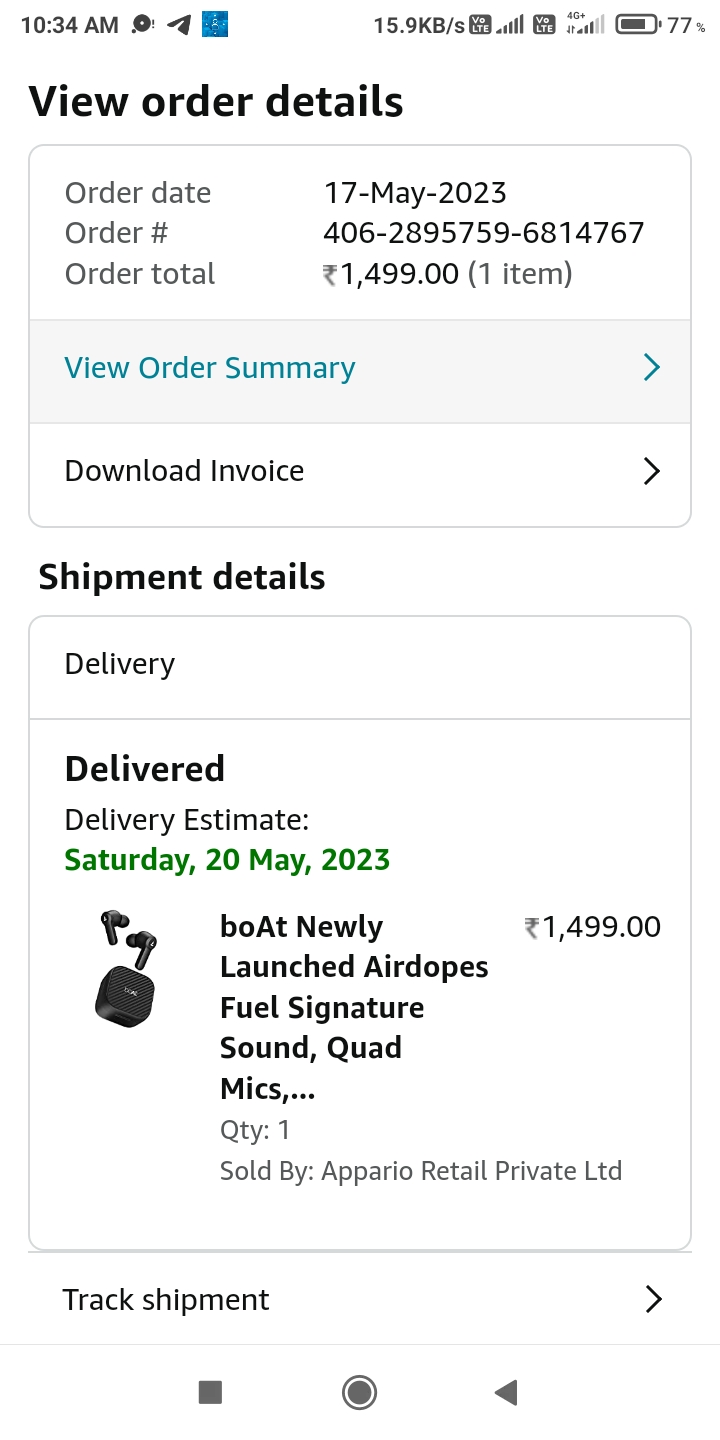 10:34 AM 15.9KB/s Vo LTE Vo LTE 4G+ 77 %
View order details
Order date 17-May-2023
Order # 406-2895759-6814767
Order total ₹1,499.00 (1 item)
View Order Summary
Download Invoice
Shipment details
Delivery
Delivered
Delivery Estimate:
Saturday, 20 May, 2023
boAt Newly ₹1,499.00
Launched Airdopes
Fuel Signature
Sound, Quad
Mics,...
Qty: 1
Sold By: Appario Retail Private Ltd
Track shipment